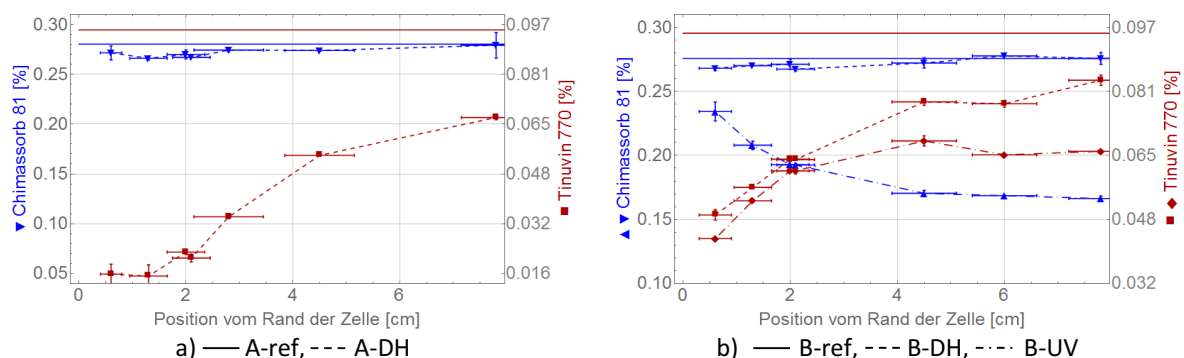 0.30
0.25
0.20
0.15
0.10
0.05
▼ Chimassorb 81 [%]
0.097
0.081
0.065
0.048
0.032
0.016
■ Tinuvin 770 [%]
0 2 4 6
Position vom Rand der Zelle [cm]
a) —— A-ref, ---- A-DH
0.30
0.25
0.20
0.15
0.10
▲ ▼ Chimassorb 81 [%]
0.097
0.081
0.065
0.048
0.032
■ ◆ Tinuvin 770 [%]
0 2 4 6
Position vom Rand der Zelle [cm]
b) —— B-ref, ---- B-DH, –·–· B-UV